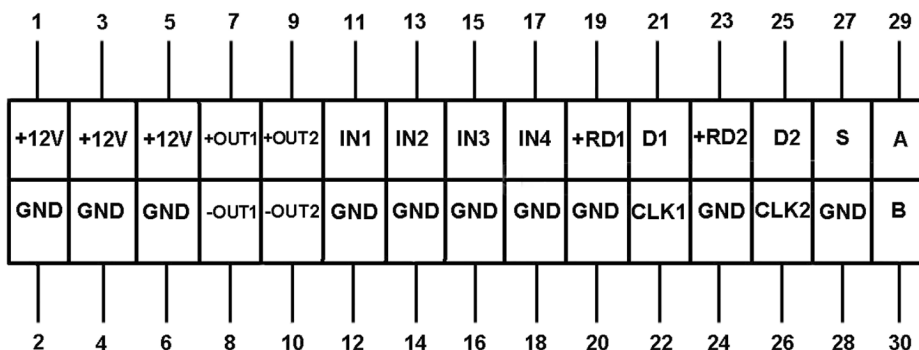 1 3 5 7 9 11 13 15 17 19 21 23 25 27 29
+12V +12V +12V +OUT1 +OUT2 IN1 IN2 IN3 IN4 +RD1 D1 +RD2 D2 S A
GND GND GND -OUT1 -OUT2 GND GND GND GND GND CLK1 GND CLK2 GND B
2 4 6 8 10 12 14 16 18 20 22 24 26 28 30